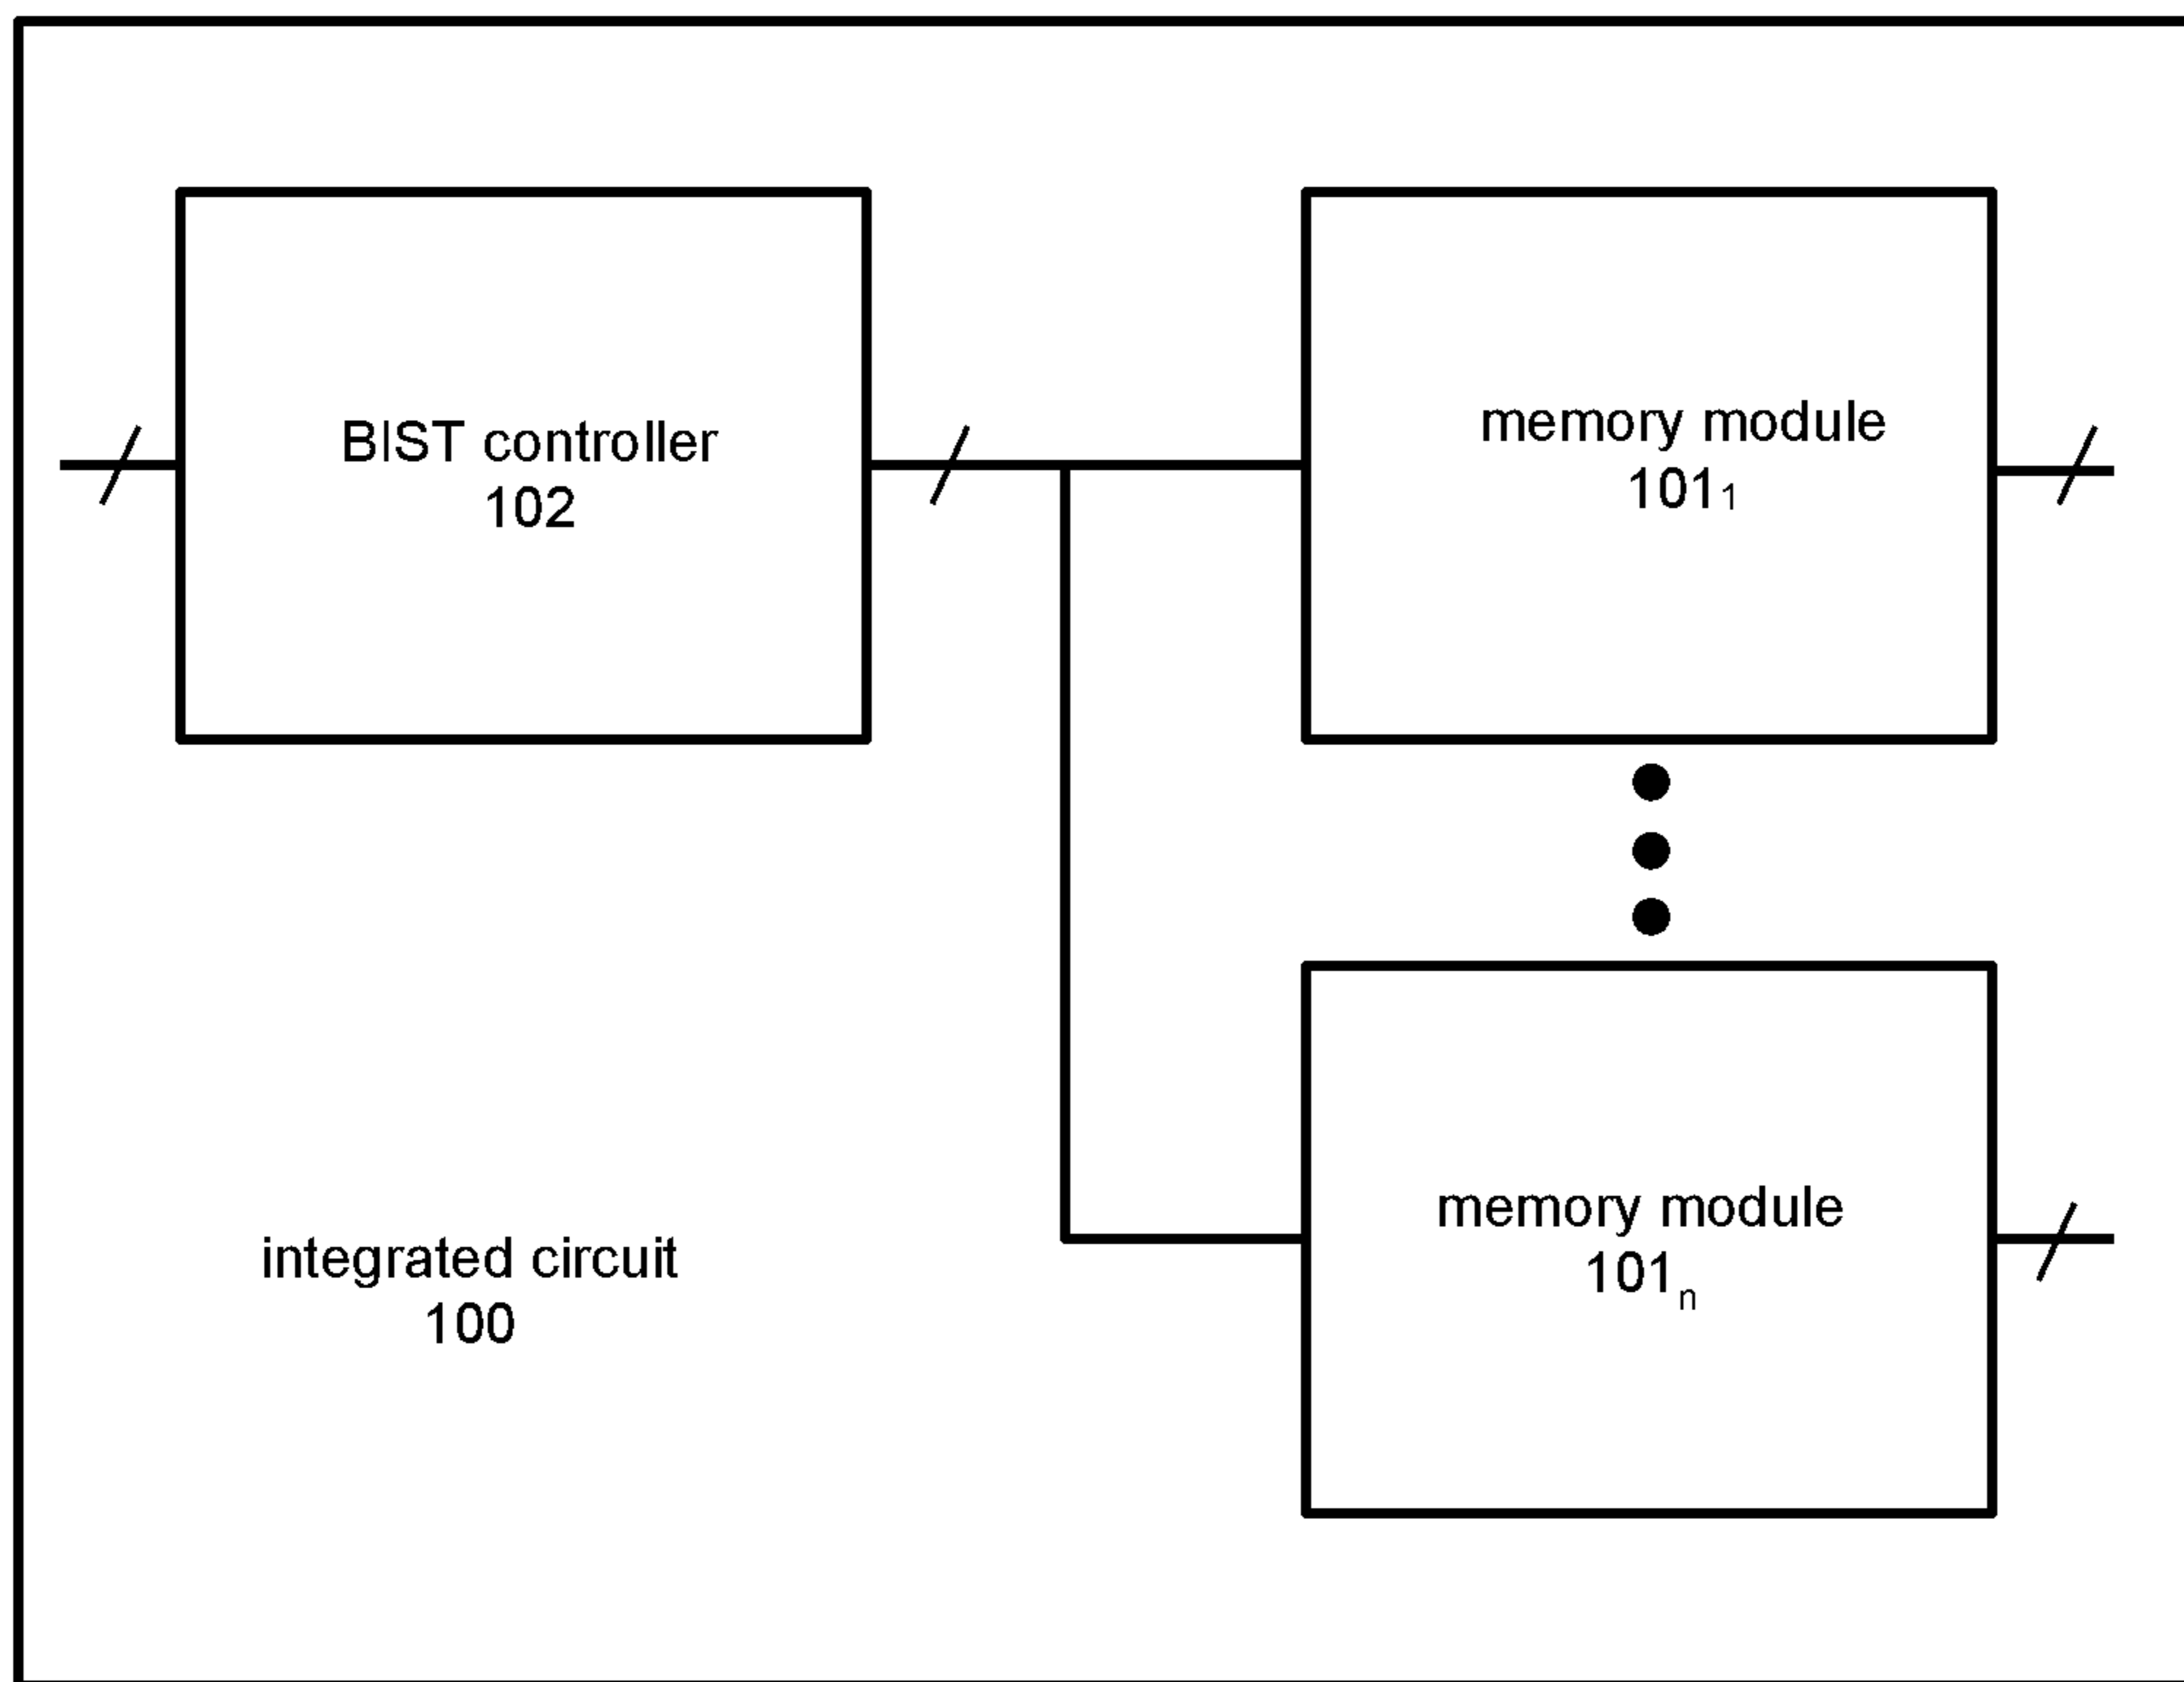 BIST controller
102
memory module
101₁
memory module
101ₙ
integrated circuit
100